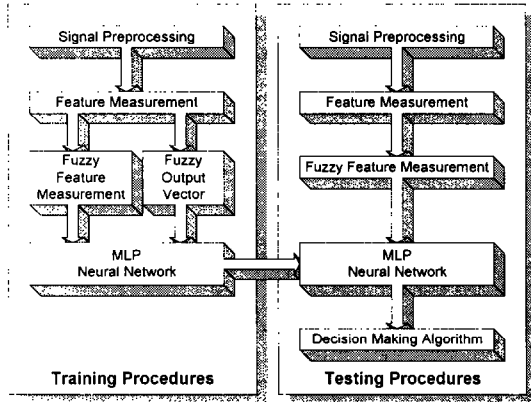 Signal Preprocessing
Feature Measurement
Fuzzy
Feature
Measurement
Fuzzy
Output
Vector
MLP
Neural Network
Training Procedures
Signal Preprocessing
Feature Measurement
Fuzzy Feature Measurement
MLP
Neural Network
Decision Making Algorithm
Testing Procedures